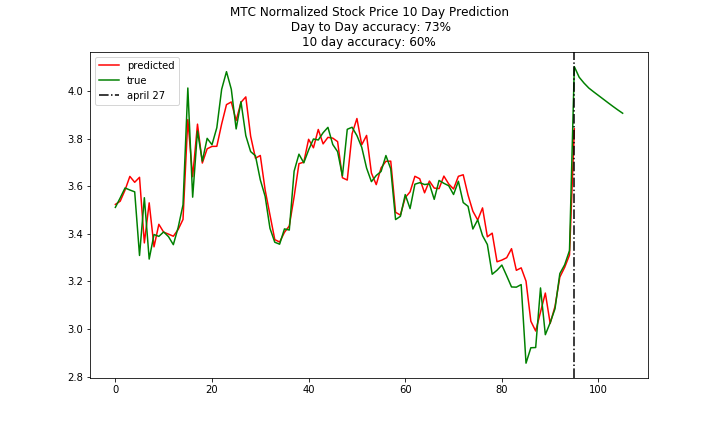 MTC Normalized Stock Price 10 Day Prediction
Day to Day accuracy: 73%
10 day accuracy: 60%
predicted
true
april 27
4.0
3.8
3.6
3.4
3.2
3.0
2.8
0
20
40
60
80
100